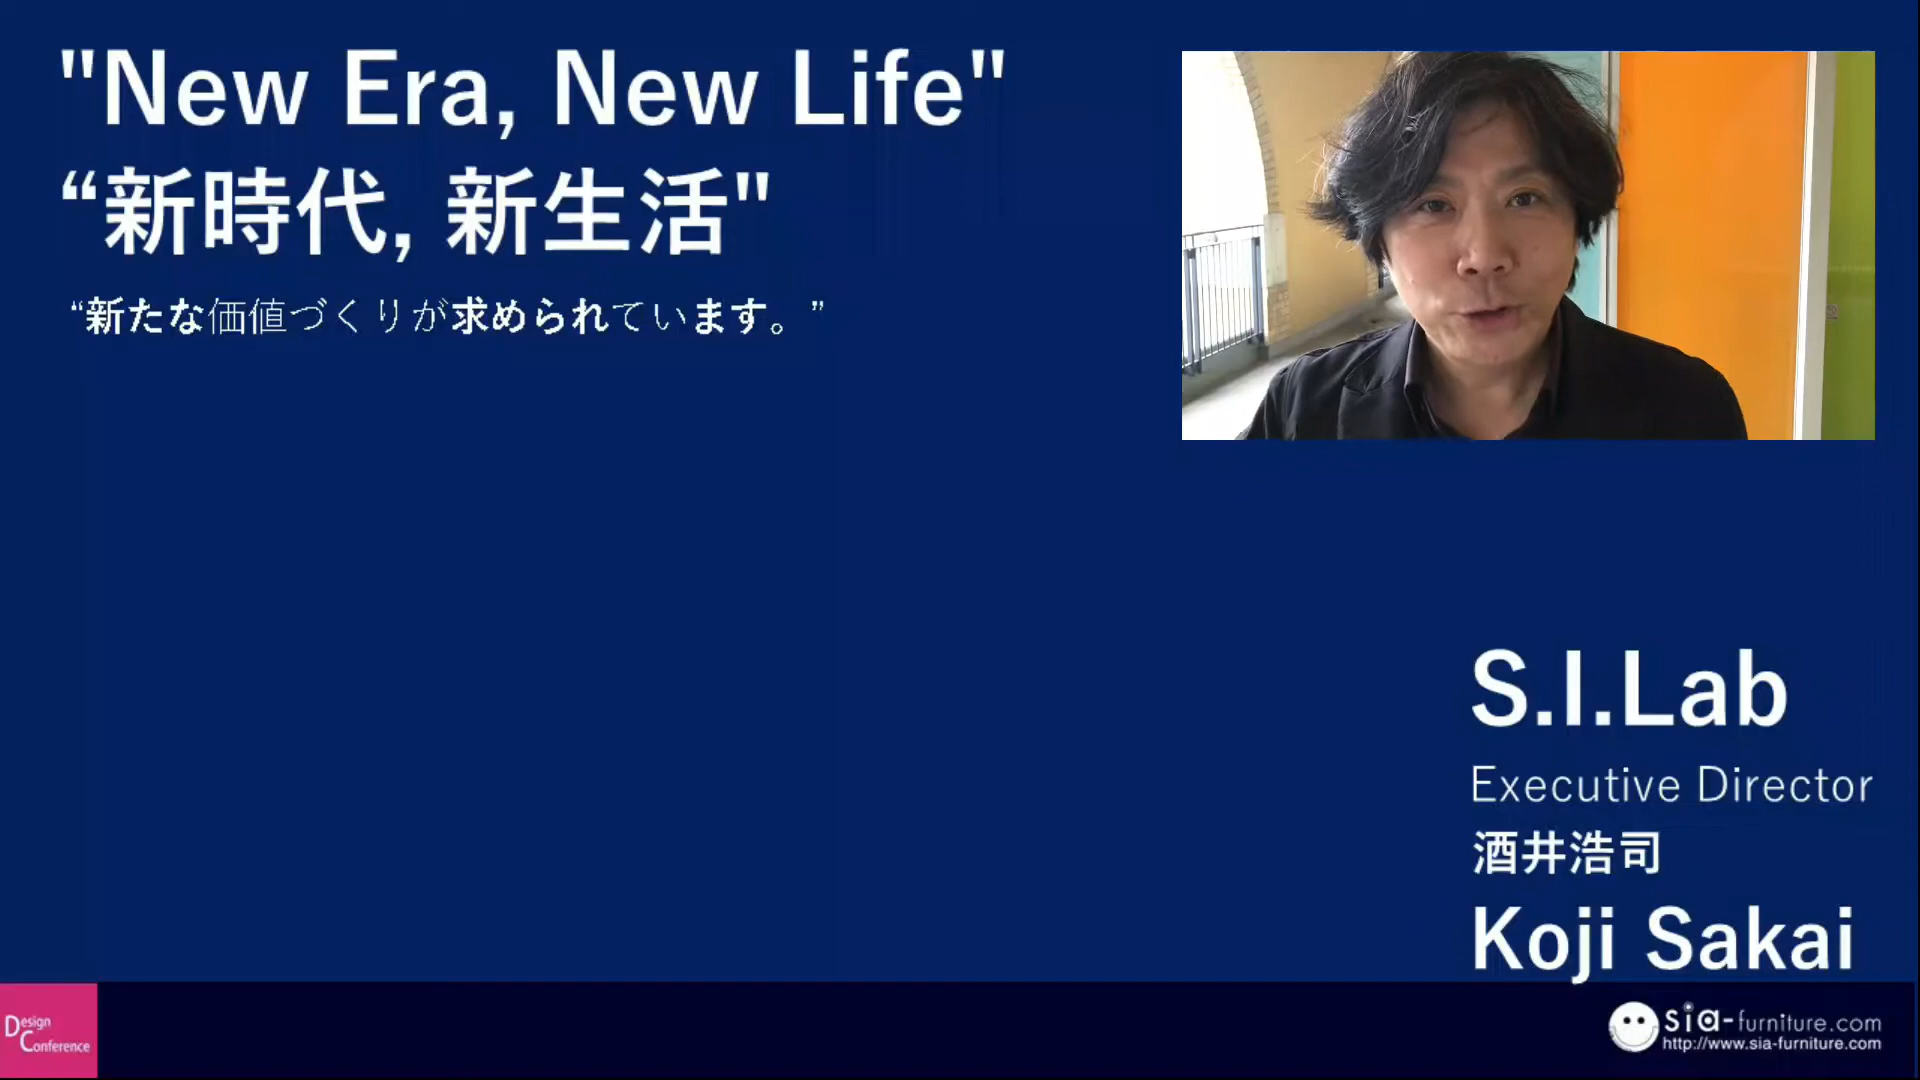 "New Era, New Life"
“新時代, 新生活"
“新たな価値づくりが求められています。”
S.I.Lab
Executive Director
酒井浩司
Koji Sakai
Design
Conference
sia-furniture.com
http://www.sia-furniture.com